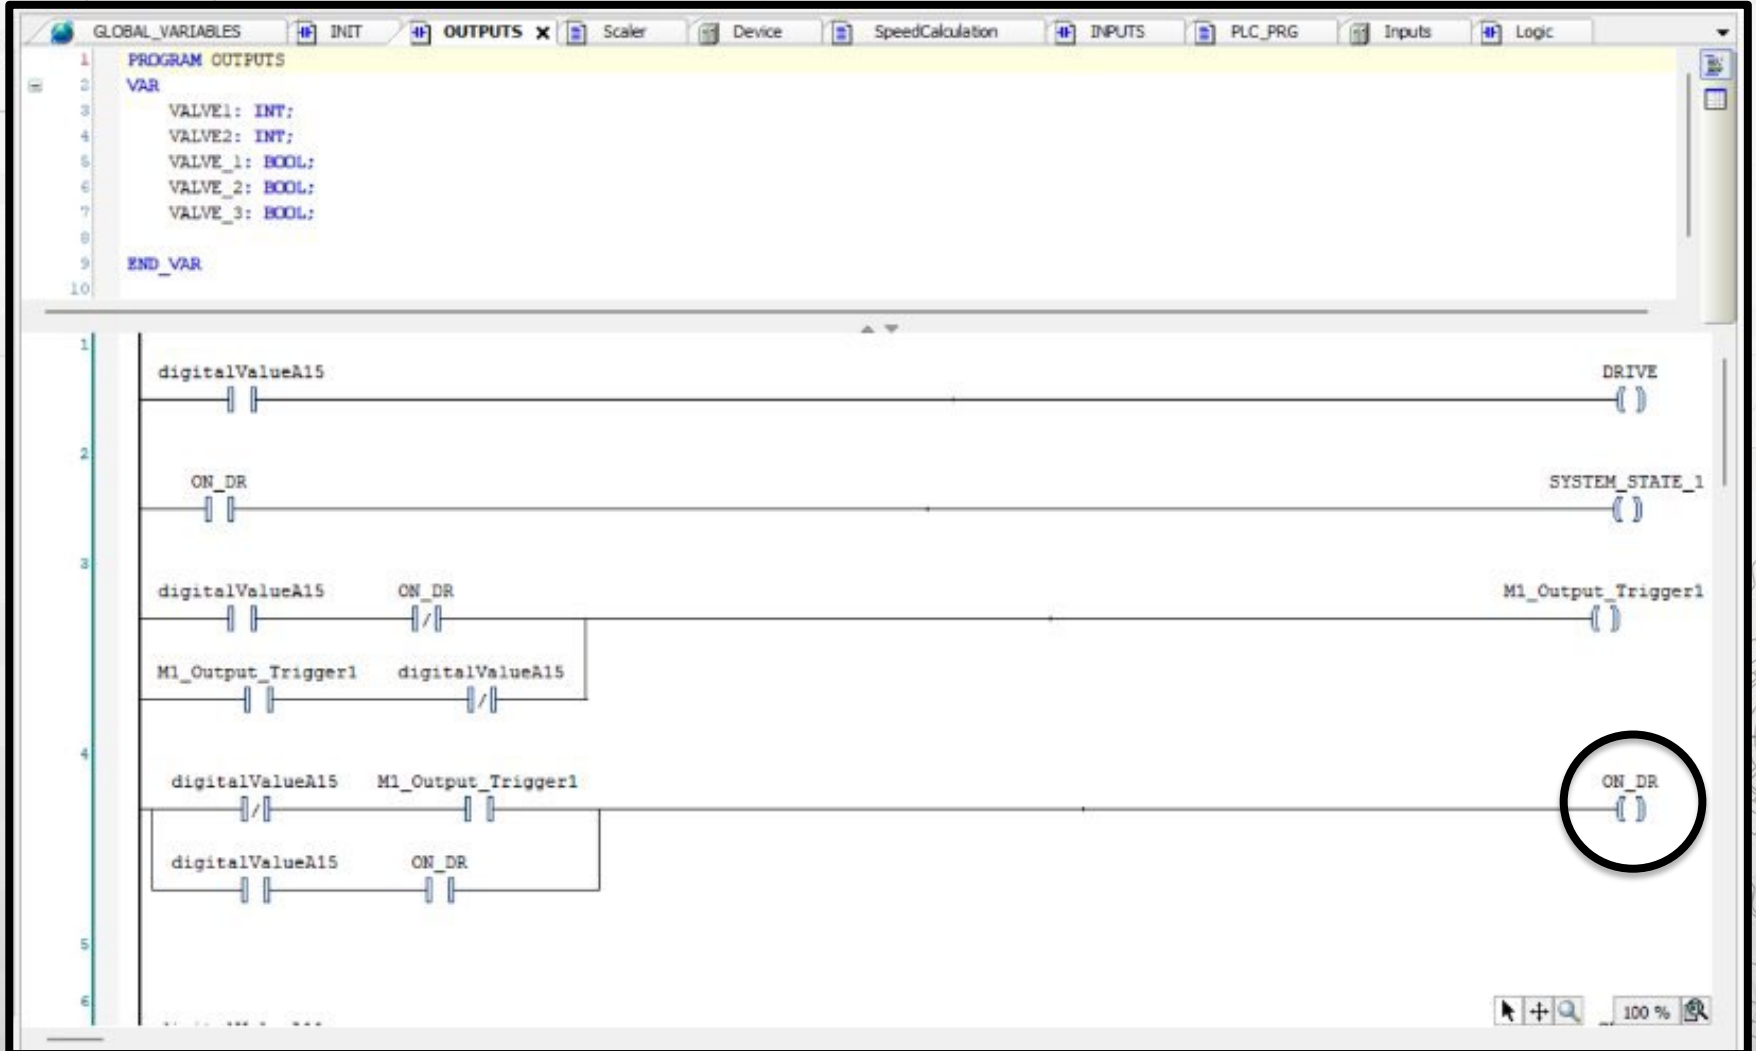 GLOBAL_VARIABLES INIT OUTPUTS Scaler Device SpeedCalculation INPUTS PLC_PRG Inputs Logic
1 PROGRAM OUTPUTS
2 VAR
3 VALVE1: INT;
4 VALVE2: INT;
5 VALVE_1: BOOL;
6 VALVE_2: BOOL;
7 VALVE_3: BOOL;
8
9 END_VAR
10
1
digitalValueA15 DRIVE
2
ON_DR SYSTEM_STATE_1
3
digitalValueA15 ON_DR M1_Output_Trigger1
M1_Output_Trigger1 digitalValueA15
4
digitalValueA15 M1_Output_Trigger1 ON_DR
digitalValueA15 ON_DR
5
6
100 %